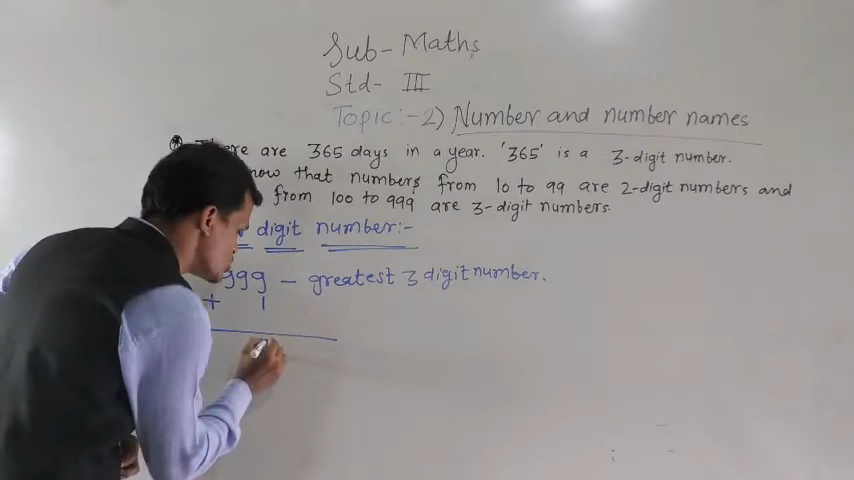 Sub- Maths
Std- III
Topic:-2) Number and number names
There are 365 days in a year. '365' is a 3-digit number.
now that numbers from 10 to 99 are 2-digit numbers and
from 100 to 999 are 3-digit numbers.
digit number:-
999 - greatest 3 digit number.
+ 1